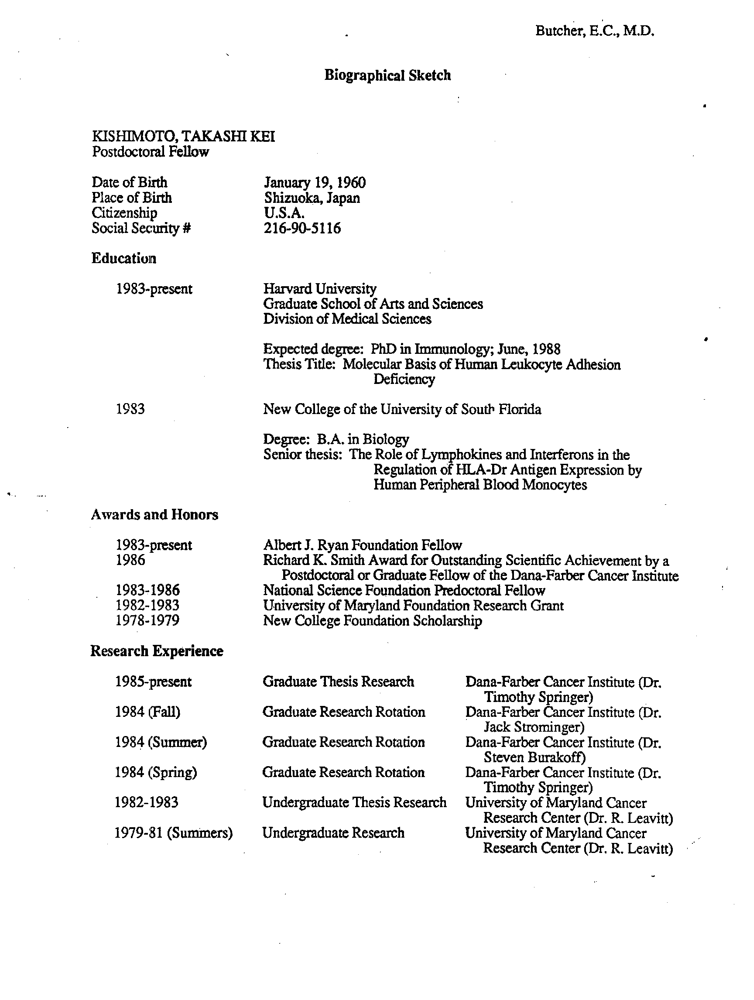 Butcher, E.C., M.D.
Biographical Sketch
KISHIMOTO, TAKASHI KEI
Postdoctoral Fellow
Date of Birth January 19, 1960
Place of Birth Shizuoka, Japan
Citizenship U.S.A.
Social Security # 216-90-5116
Education
1983-present Harvard University
Graduate School of Arts and Sciences
Division of Medical Sciences
Expected degree: PhD in Immunology; June, 1988
Thesis Title: Molecular Basis of Human Leukocyte Adhesion
Deficiency
1983 New College of the University of South Florida
Degree: B.A. in Biology
Senior thesis: The Role of Lymphokines and Interferons in the
Regulation of HLA-Dr Antigen Expression by
Human Peripheral Blood Monocytes
Awards and Honors
1983-present Albert J. Ryan Foundation Fellow
1986 Richard K. Smith Award for Outstanding Scientific Achievement by a
Postdoctoral or Graduate Fellow of the Dana-Farber Cancer Institute
1983-1986 National Science Foundation Predoctoral Fellow
1982-1983 University of Maryland Foundation Research Grant
1978-1979 New College Foundation Scholarship
Research Experience
1985-present Graduate Thesis Research Dana-Farber Cancer Institute (Dr.
Timothy Springer)
1984 (Fall) Graduate Research Rotation Dana-Farber Cancer Institute (Dr.
Jack Strominger)
1984 (Summer) Graduate Research Rotation Dana-Farber Cancer Institute (Dr.
Steven Burakoff)
1984 (Spring) Graduate Research Rotation Dana-Farber Cancer Institute (Dr.
Timothy Springer)
1982-1983 Undergraduate Thesis Research University of Maryland Cancer
Research Center (Dr. R. Leavitt)
1979-81 (Summers) Undergraduate Research University of Maryland Cancer
Research Center (Dr. R. Leavitt)